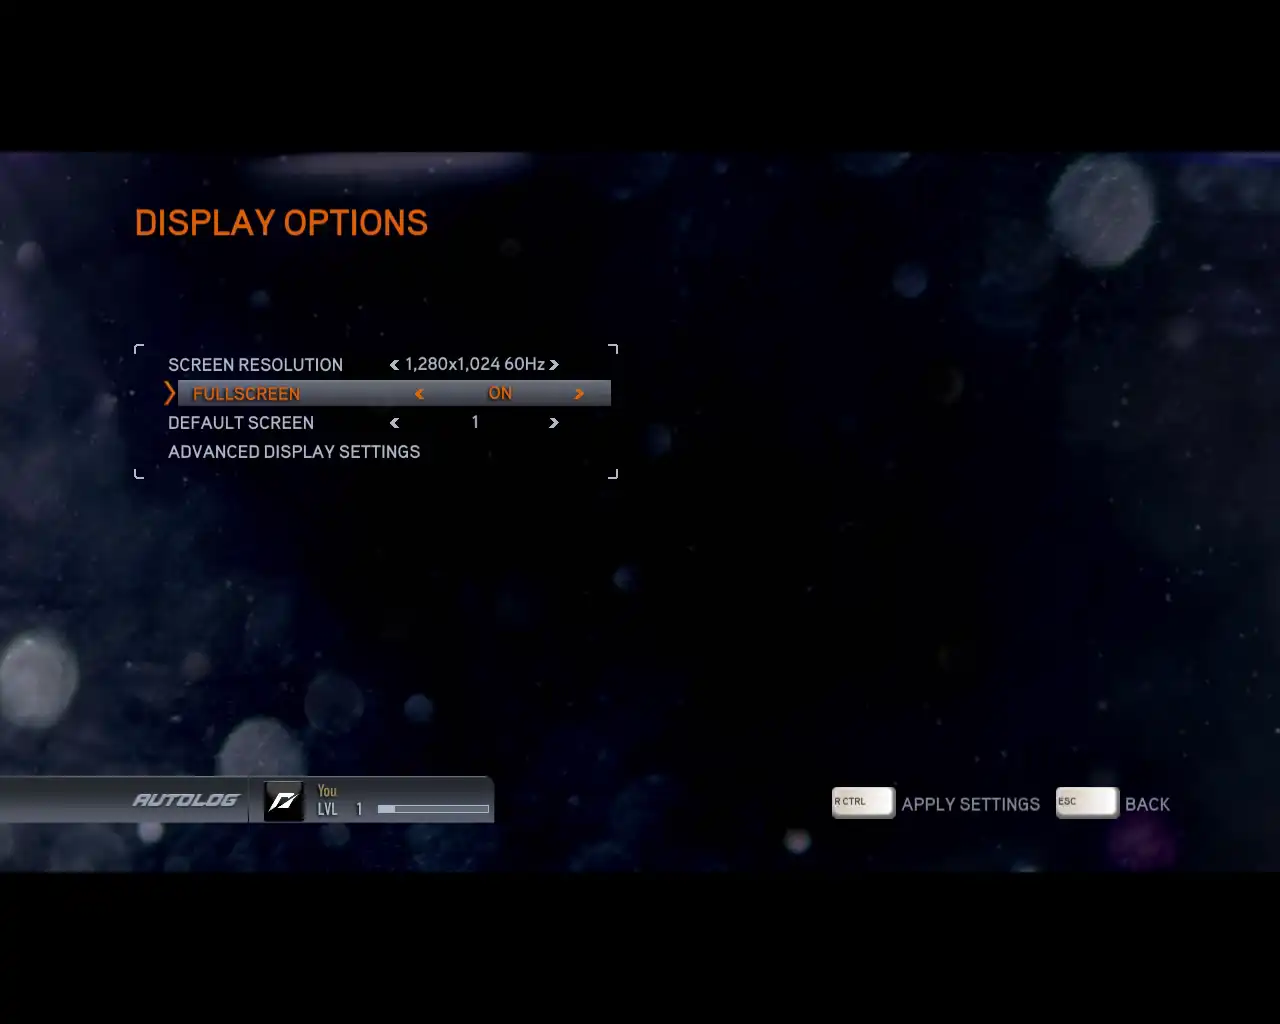 DISPLAY OPTIONS
SCREEN RESOLUTION 1,280x1,024 60Hz
FULLSCREEN ON
DEFAULT SCREEN 1
ADVANCED DISPLAY SETTINGS
AUTOLOG
You
LVL 1
R CTRL APPLY SETTINGS ESC BACK